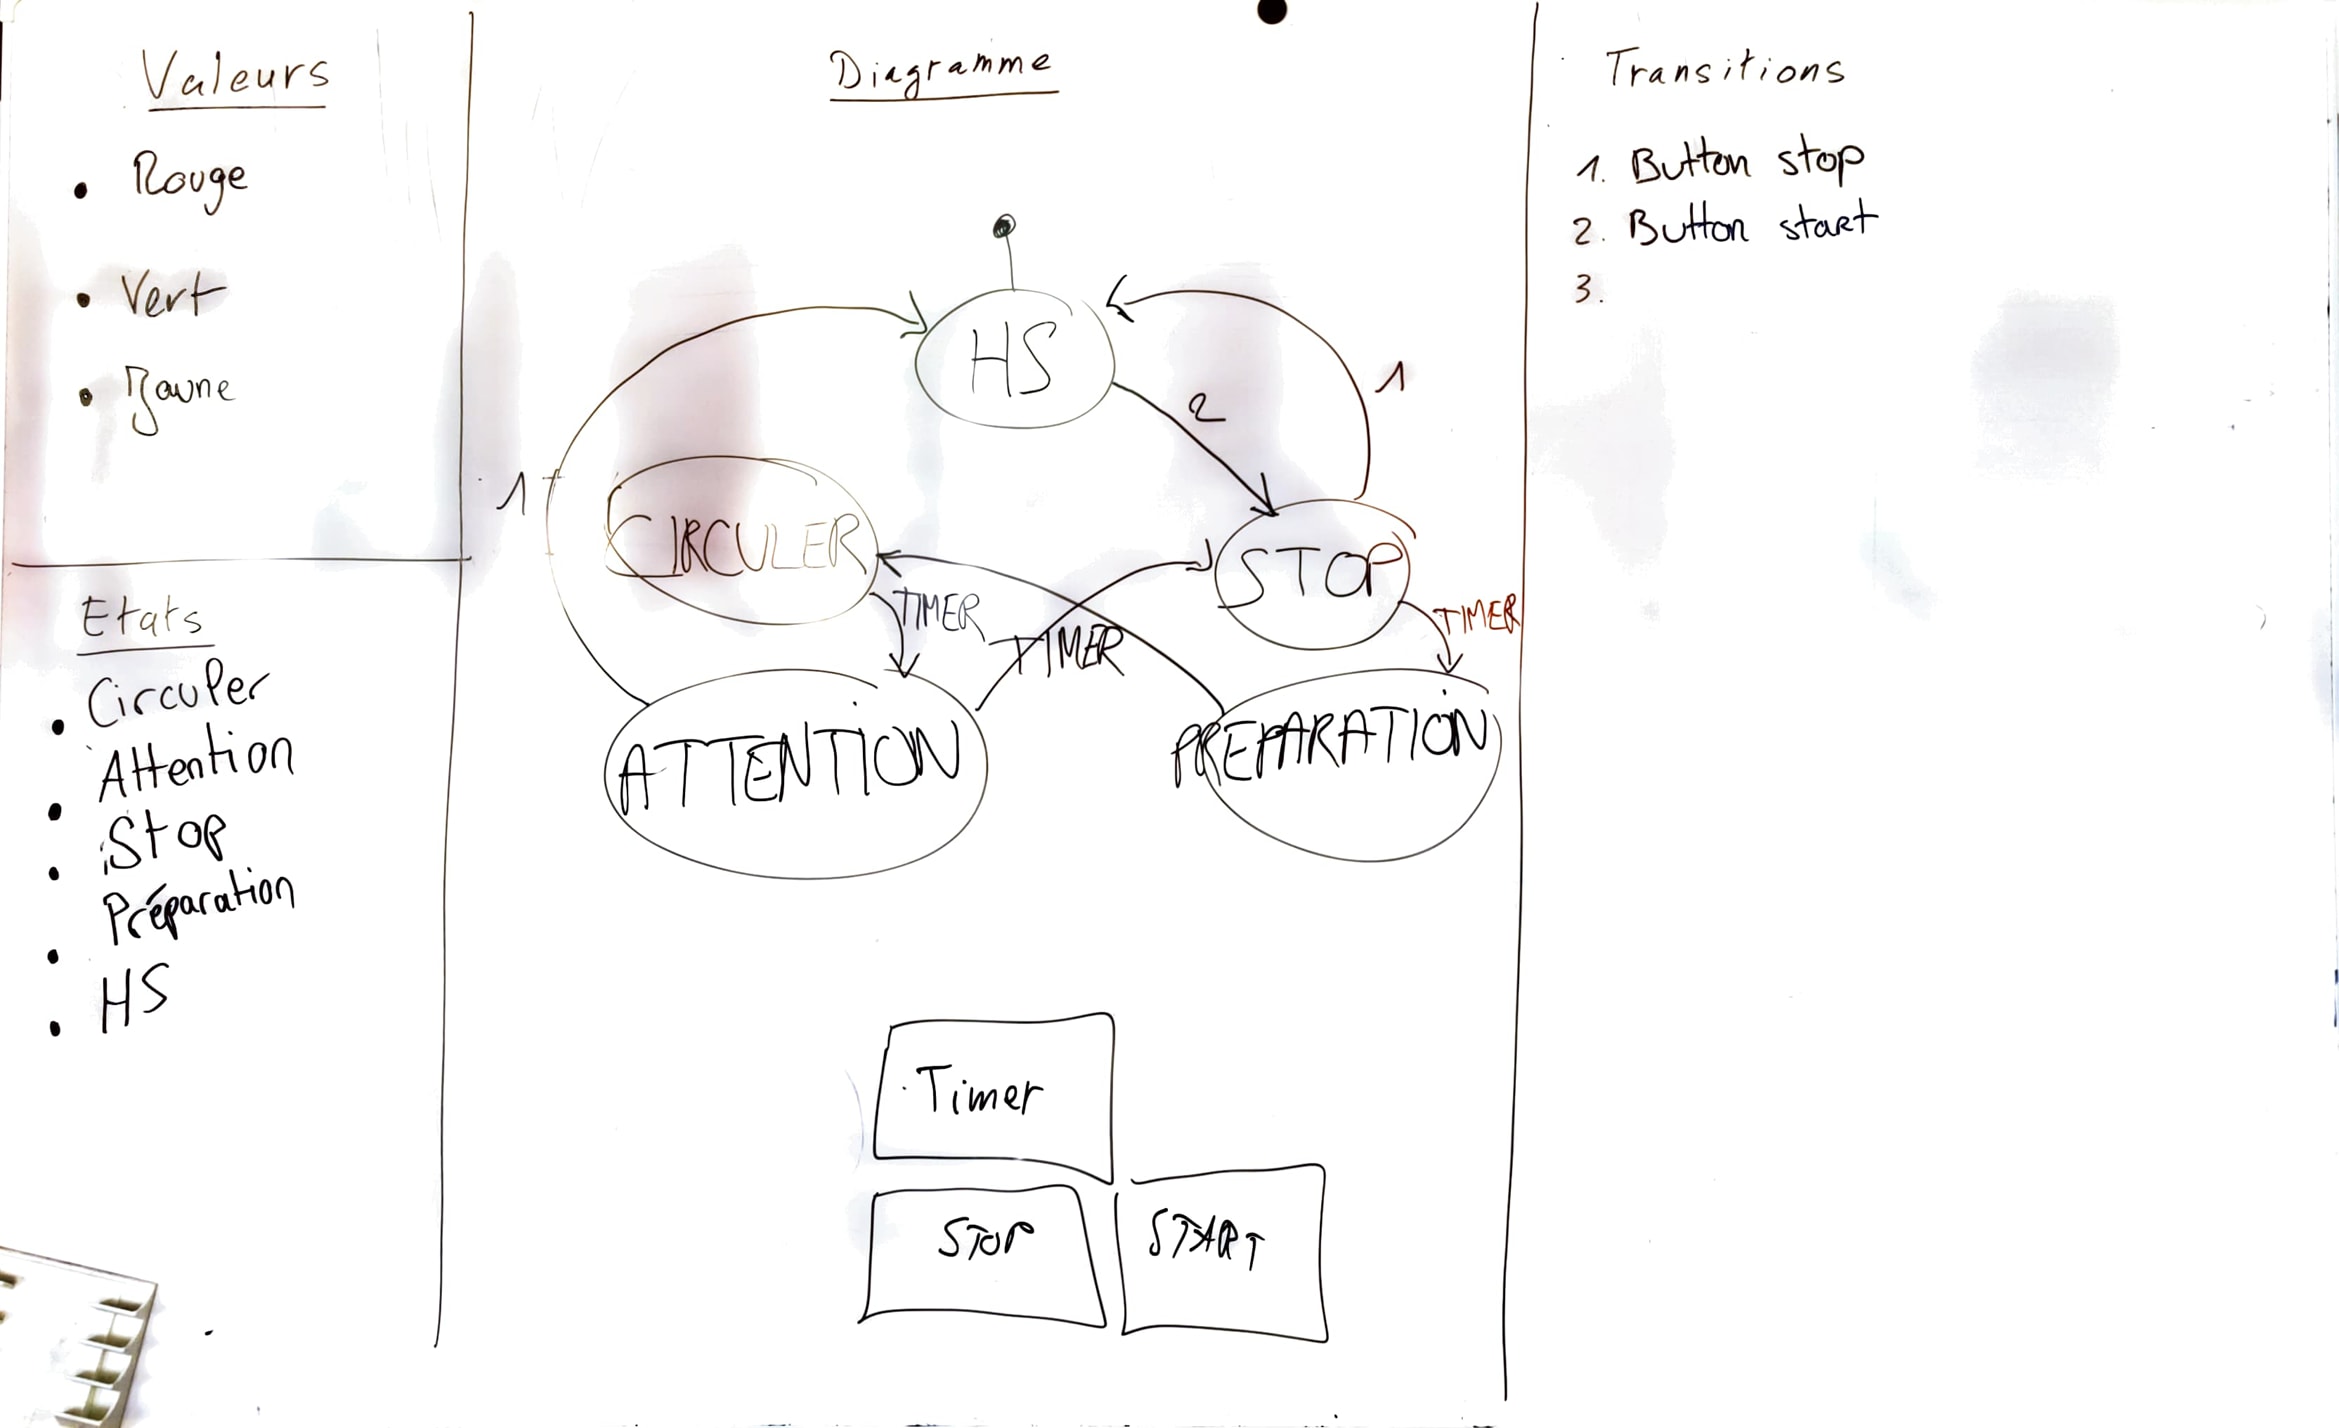 Valeurs
• Rouge
• Vert
• Jaune
Etats
• Circuler
• Attention
• Stop
• Préparation
• HS
Diagramme
HS
1
2
1
CIRCULER
STOP
TIMER
TIMER
TIMER
ATTENTION
PREPARATION
Timer
STOP
START
Transitions
1. Button stop
2. Button start
3.